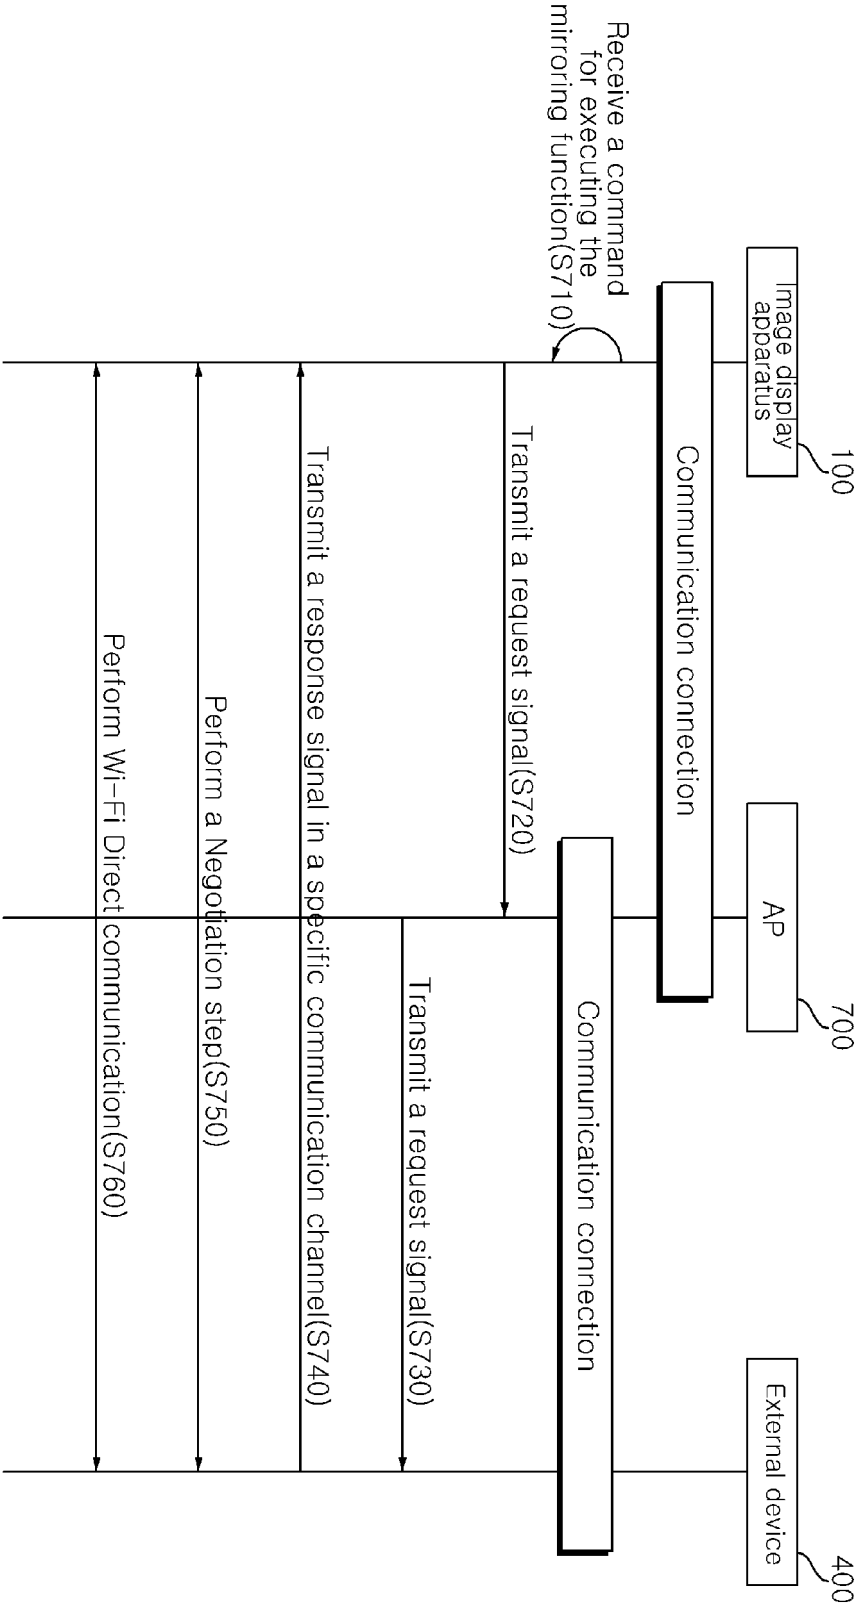 100
700
400
Image display
apparatus
AP
External device
Communication connection
Communication connection
Receive a command
for executing the
mirroring function(S710)
Transmit a request signal(S720)
Transmit a request signal(S730)
Transmit a response signal in a specific communication channel(S740)
Perform a Negotiation step(S750)
Perform Wi-Fi Direct communication(S760)